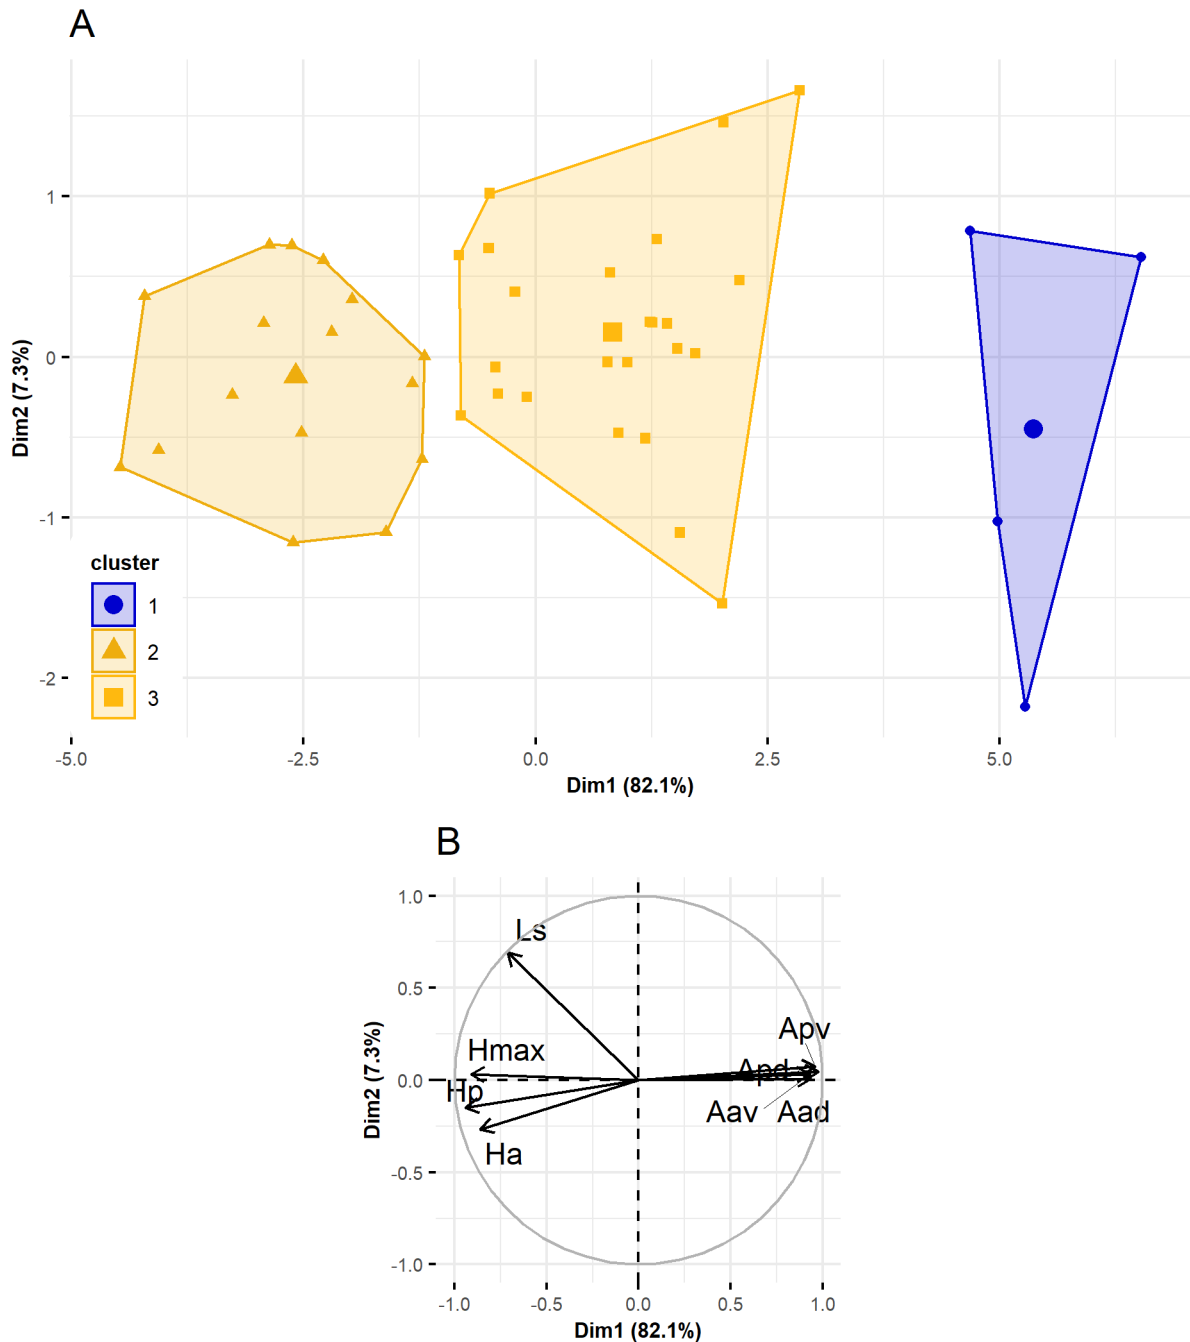 A
1
0
-1
-2
Dim2 (7.3%)
cluster
1
2
3
-5.0 -2.5 0.0 2.5 5.0
Dim1 (82.1%)
B
1.0
0.5
0.0
-0.5
-1.0
Dim2 (7.3%)
Ls
Apv
Hmax
Apd
Hp
Aav Aad
Ha
-1.0 -0.5 0.0 0.5 1.0
Dim1 (82.1%)